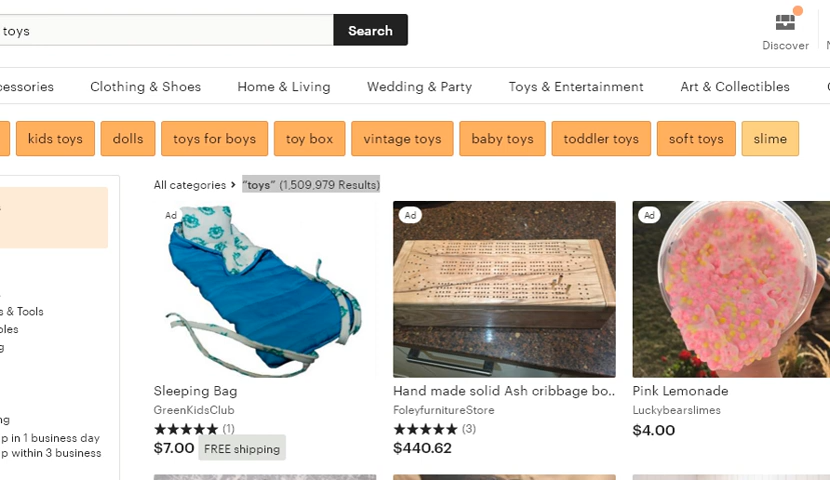 toys
Search
Discover
Clothing & Shoes
Home & Living
Wedding & Party
Toys & Entertainment
Art & Collectibles
kids toys
dolls
toys for boys
toy box
vintage toys
baby toys
toddler toys
soft toys
slime
All categories > “toys” (1,509,979 Results)
& Tools
p in 1 business day
p within 3 business
Ad
Sleeping Bag
GreenKidsClub
★★★★★ (1)
$7.00 FREE shipping
Ad
Hand made solid Ash cribbage bo..
FoleyfurnitureStore
★★★★★ (3)
$440.62
Ad
Pink Lemonade
Luckybearslimes
$4.00